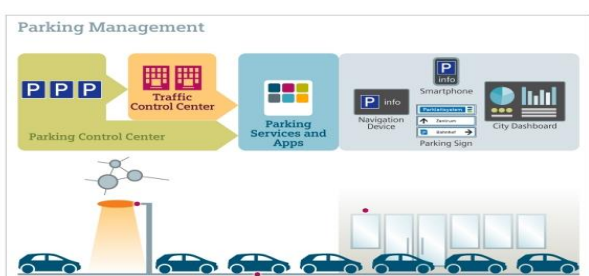 Parking Management
P P P
Traffic
Control Center
Parking Control Center
Parking
Services and
Apps
P info
Navigation
Device
P
info
Smartphone
Parkleitsystem
Zentrum
P Bahnhof
Parking Sign
City Dashboard